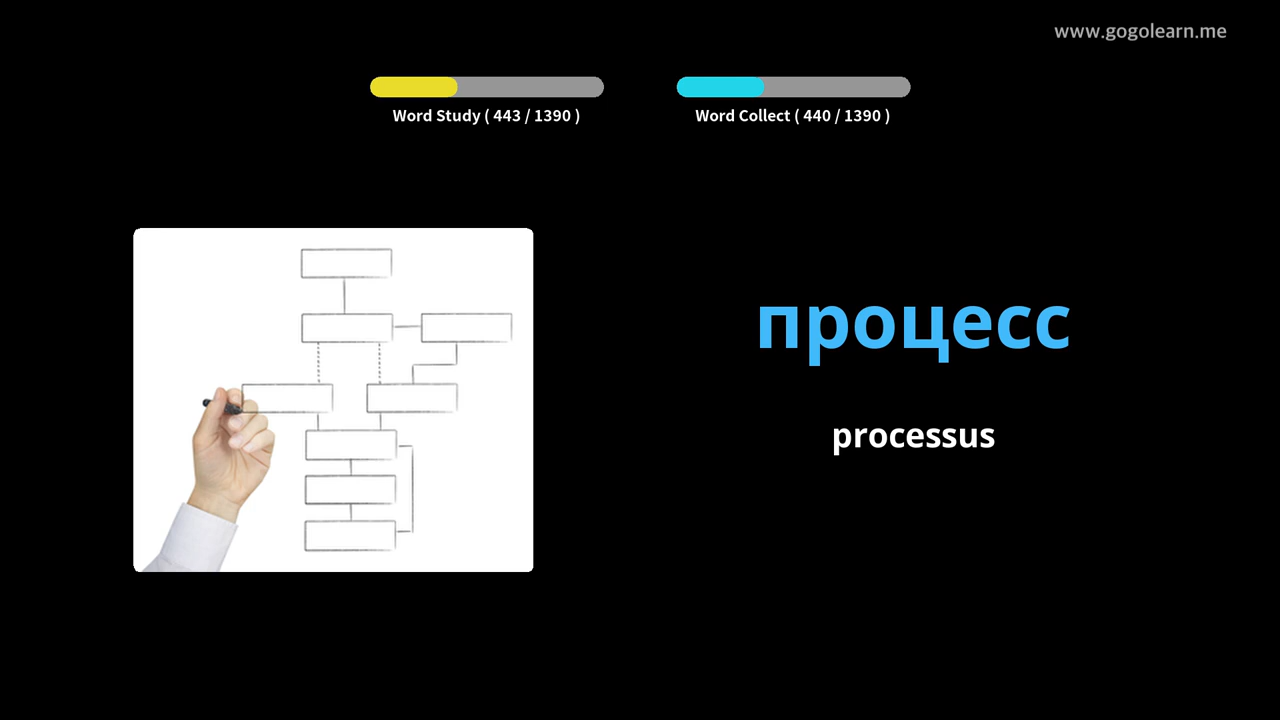 www.gogolearn.me
Word Study ( 443 / 1390 )
Word Collect ( 440 / 1390 )
процесс
processus